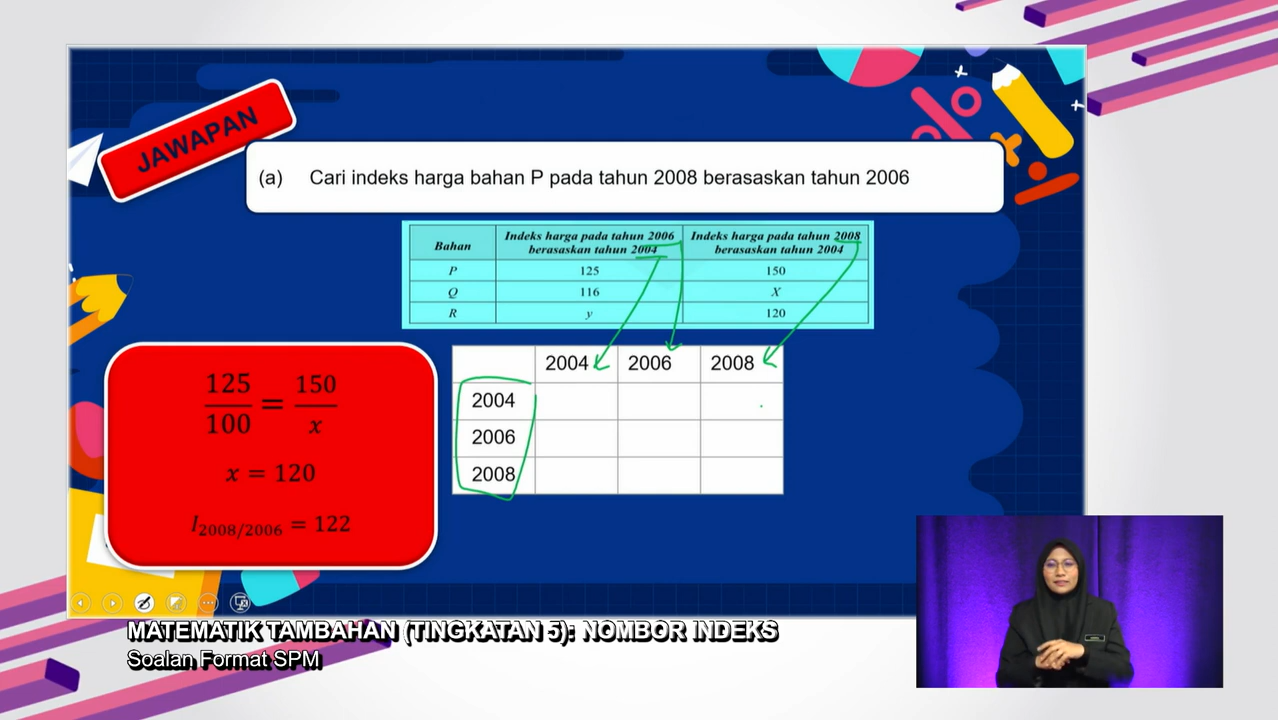 JAWAPAN
(a) Cari indeks harga bahan P pada tahun 2008 berasaskan tahun 2006
Bahan Indeks harga pada tahun 2006 berasaskan tahun 2004 Indeks harga pada tahun 2008 berasaskan tahun 2004
P 125 150
Q 116 X
R y 120
2004 2006 2008
2004
2006
2008
125/100 = 150/x
x = 120
I2008/2006 = 122
MATEMATIK TAMBAHAN (TINGKATAN 5): NOMBOR INDEKS
Soalan Format SPM